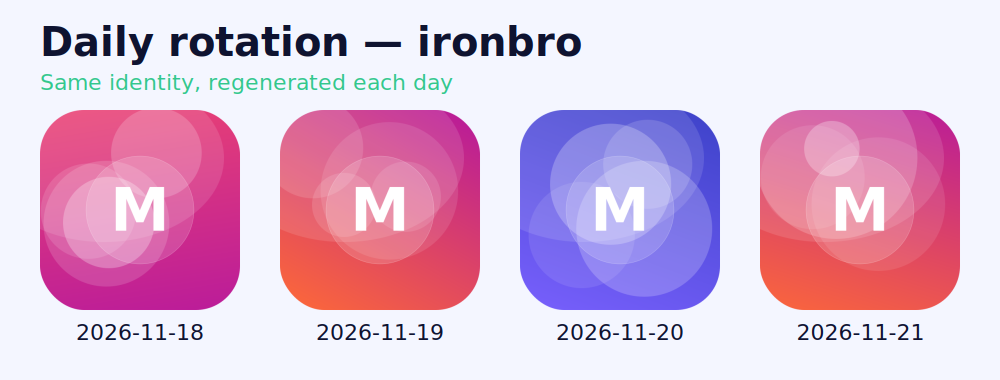 Daily rotation — ironbro
Same identity, regenerated each day
M M M M
2026-11-18 2026-11-19 2026-11-20 2026-11-21